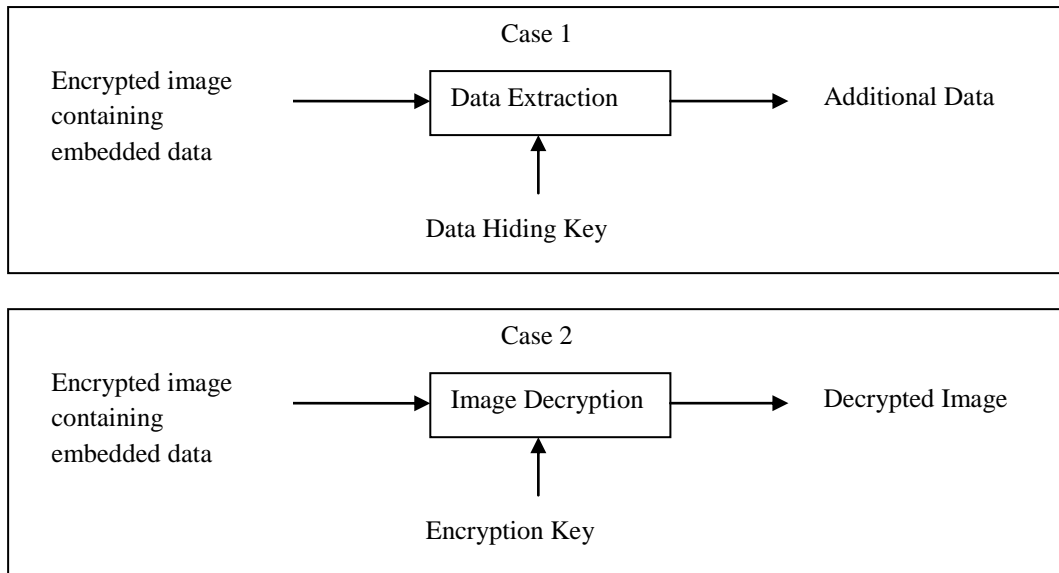 Case 1
Encrypted image
containing
embedded data
Data Extraction
Additional Data
Data Hiding Key
Case 2
Encrypted image
containing
embedded data
Image Decryption
Decrypted Image
Encryption Key